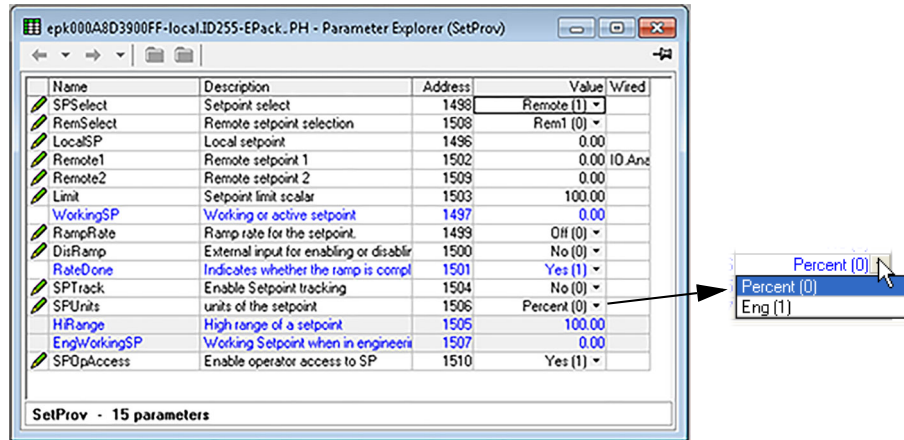 epk000A8D3900FF-local.ID255-EPack_PH - Parameter Explorer (SetProv)
Name Description Address Value Wired
SPSelect Setpoint select 1498 Remote (1)
RemSelect Remote setpoint selection 1508 Rem1 (0)
LocalSP Local setpoint 1496 0.00
Remote1 Remote setpoint 1 1502 0.00 IO.Ana
Remote2 Remote setpoint 2 1509 0.00
Limit Setpoint limit scalar 1503 100.00
WorkingSP Working or active setpoint 1497 0.00
RampRate Ramp rate for the setpoint. 1499 Off (0)
DisRamp External input for enabling or disablin 1500 No (0)
RateDone Indicates whether the ramp is compl 1501 Yes (1)
SPTrack Enable Setpoint tracking 1504 No (0)
SPUnits units of the setpoint 1506 Percent (0)
HiRange High range of a setpoint 1505 100.00
EngWorkingSP Working Setpoint when in engineeri 1507 0.00
SPOpAccess Enable operator access to SP 1510 Yes (1)
SetProv - 15 parameters
Percent (0)
Percent (0)
Eng (1)